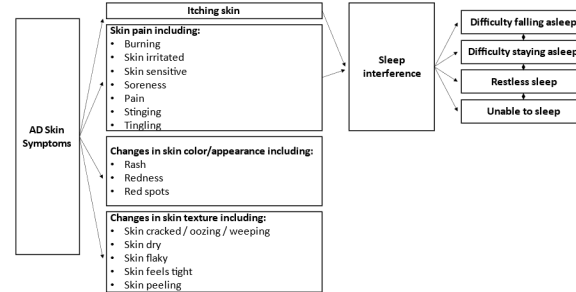 AD Skin
Symptoms
Itching skin
Skin pain including:
• Burning
• Skin irritated
• Skin sensitive
• Soreness
• Pain
• Stinging
• Tingling
Changes in skin color/appearance including:
• Rash
• Redness
• Red spots
Changes in skin texture including:
• Skin cracked / oozing / weeping
• Skin dry
• Skin flaky
• Skin feels tight
• Skin peeling
Sleep
interference
Difficulty falling asleep
Difficulty staying asleep
Restless sleep
Unable to sleep